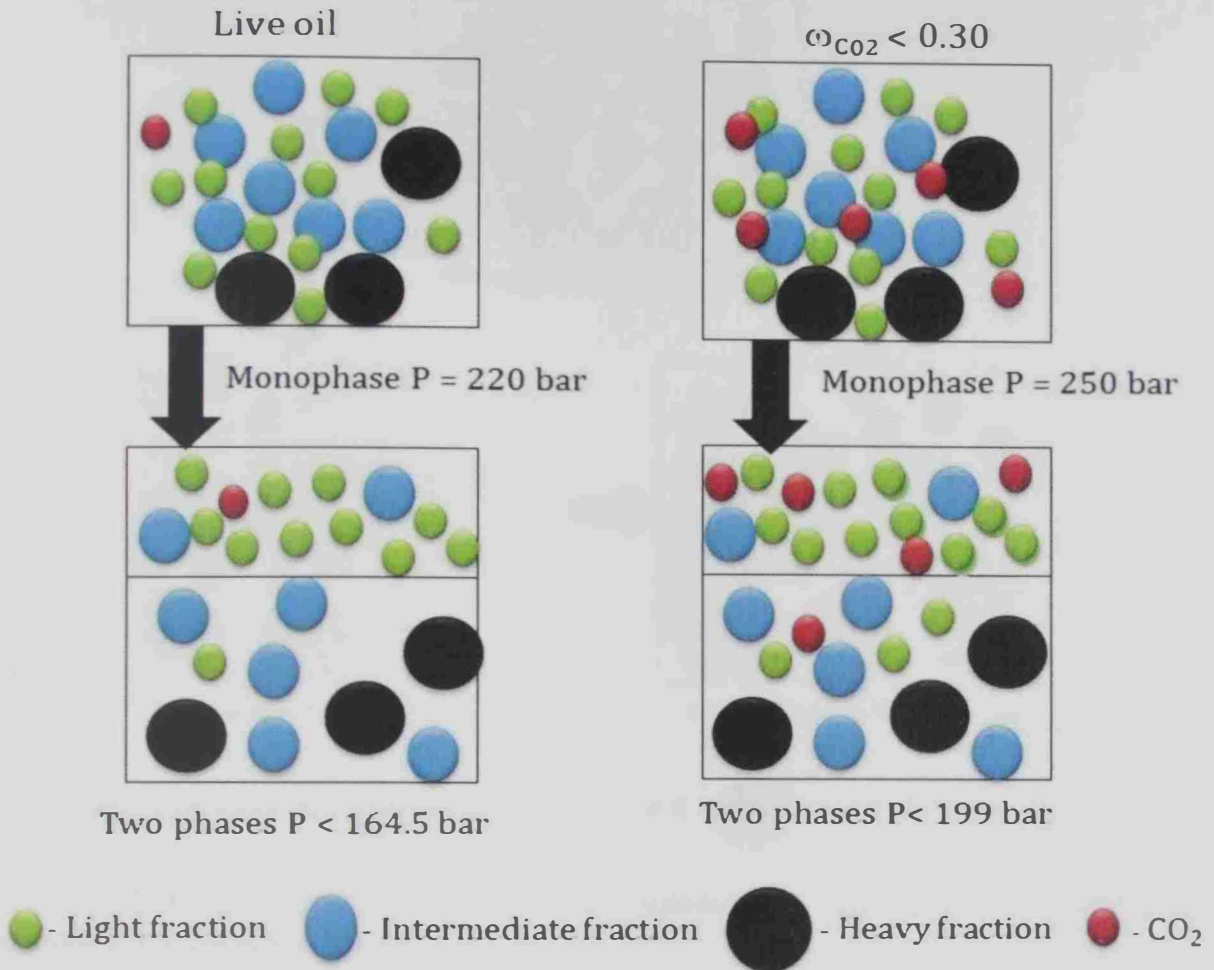 Live oil
ω_CO2 < 0.30
Monophase P = 220 bar
Monophase P = 250 bar
Two phases P < 164.5 bar
Two phases P< 199 bar
- Light fraction - Intermediate fraction - Heavy fraction - CO₂